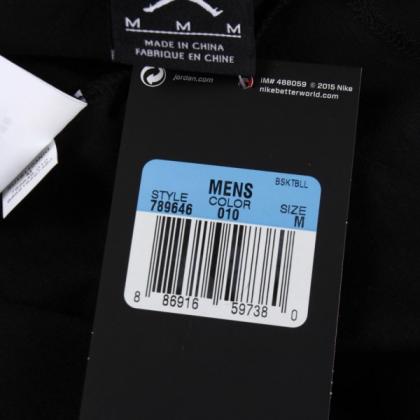 M M M
MADE IN CHINA
FABRIQUE EN CHINE
jordan.com
IM# 488059 © 2015 Nike
nikebetterworld.com
MENS
BSKTBLL
STYLE COLOR SIZE
789646 010 M
8 86916 59738 0